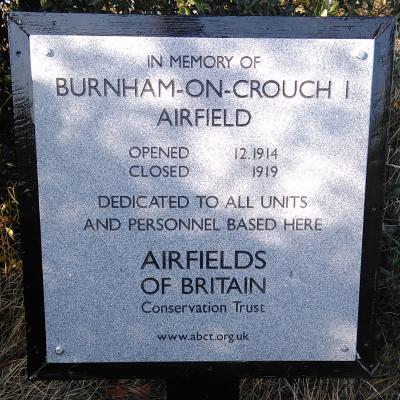 IN MEMORY OF
BURNHAM-ON-CROUCH I
AIRFIELD
OPENED 12.1914
CLOSED 1919
DEDICATED TO ALL UNITS
AND PERSONNEL BASED HERE
AIRFIELDS
OF BRITAIN
Conservation Trust
www.abct.org.uk